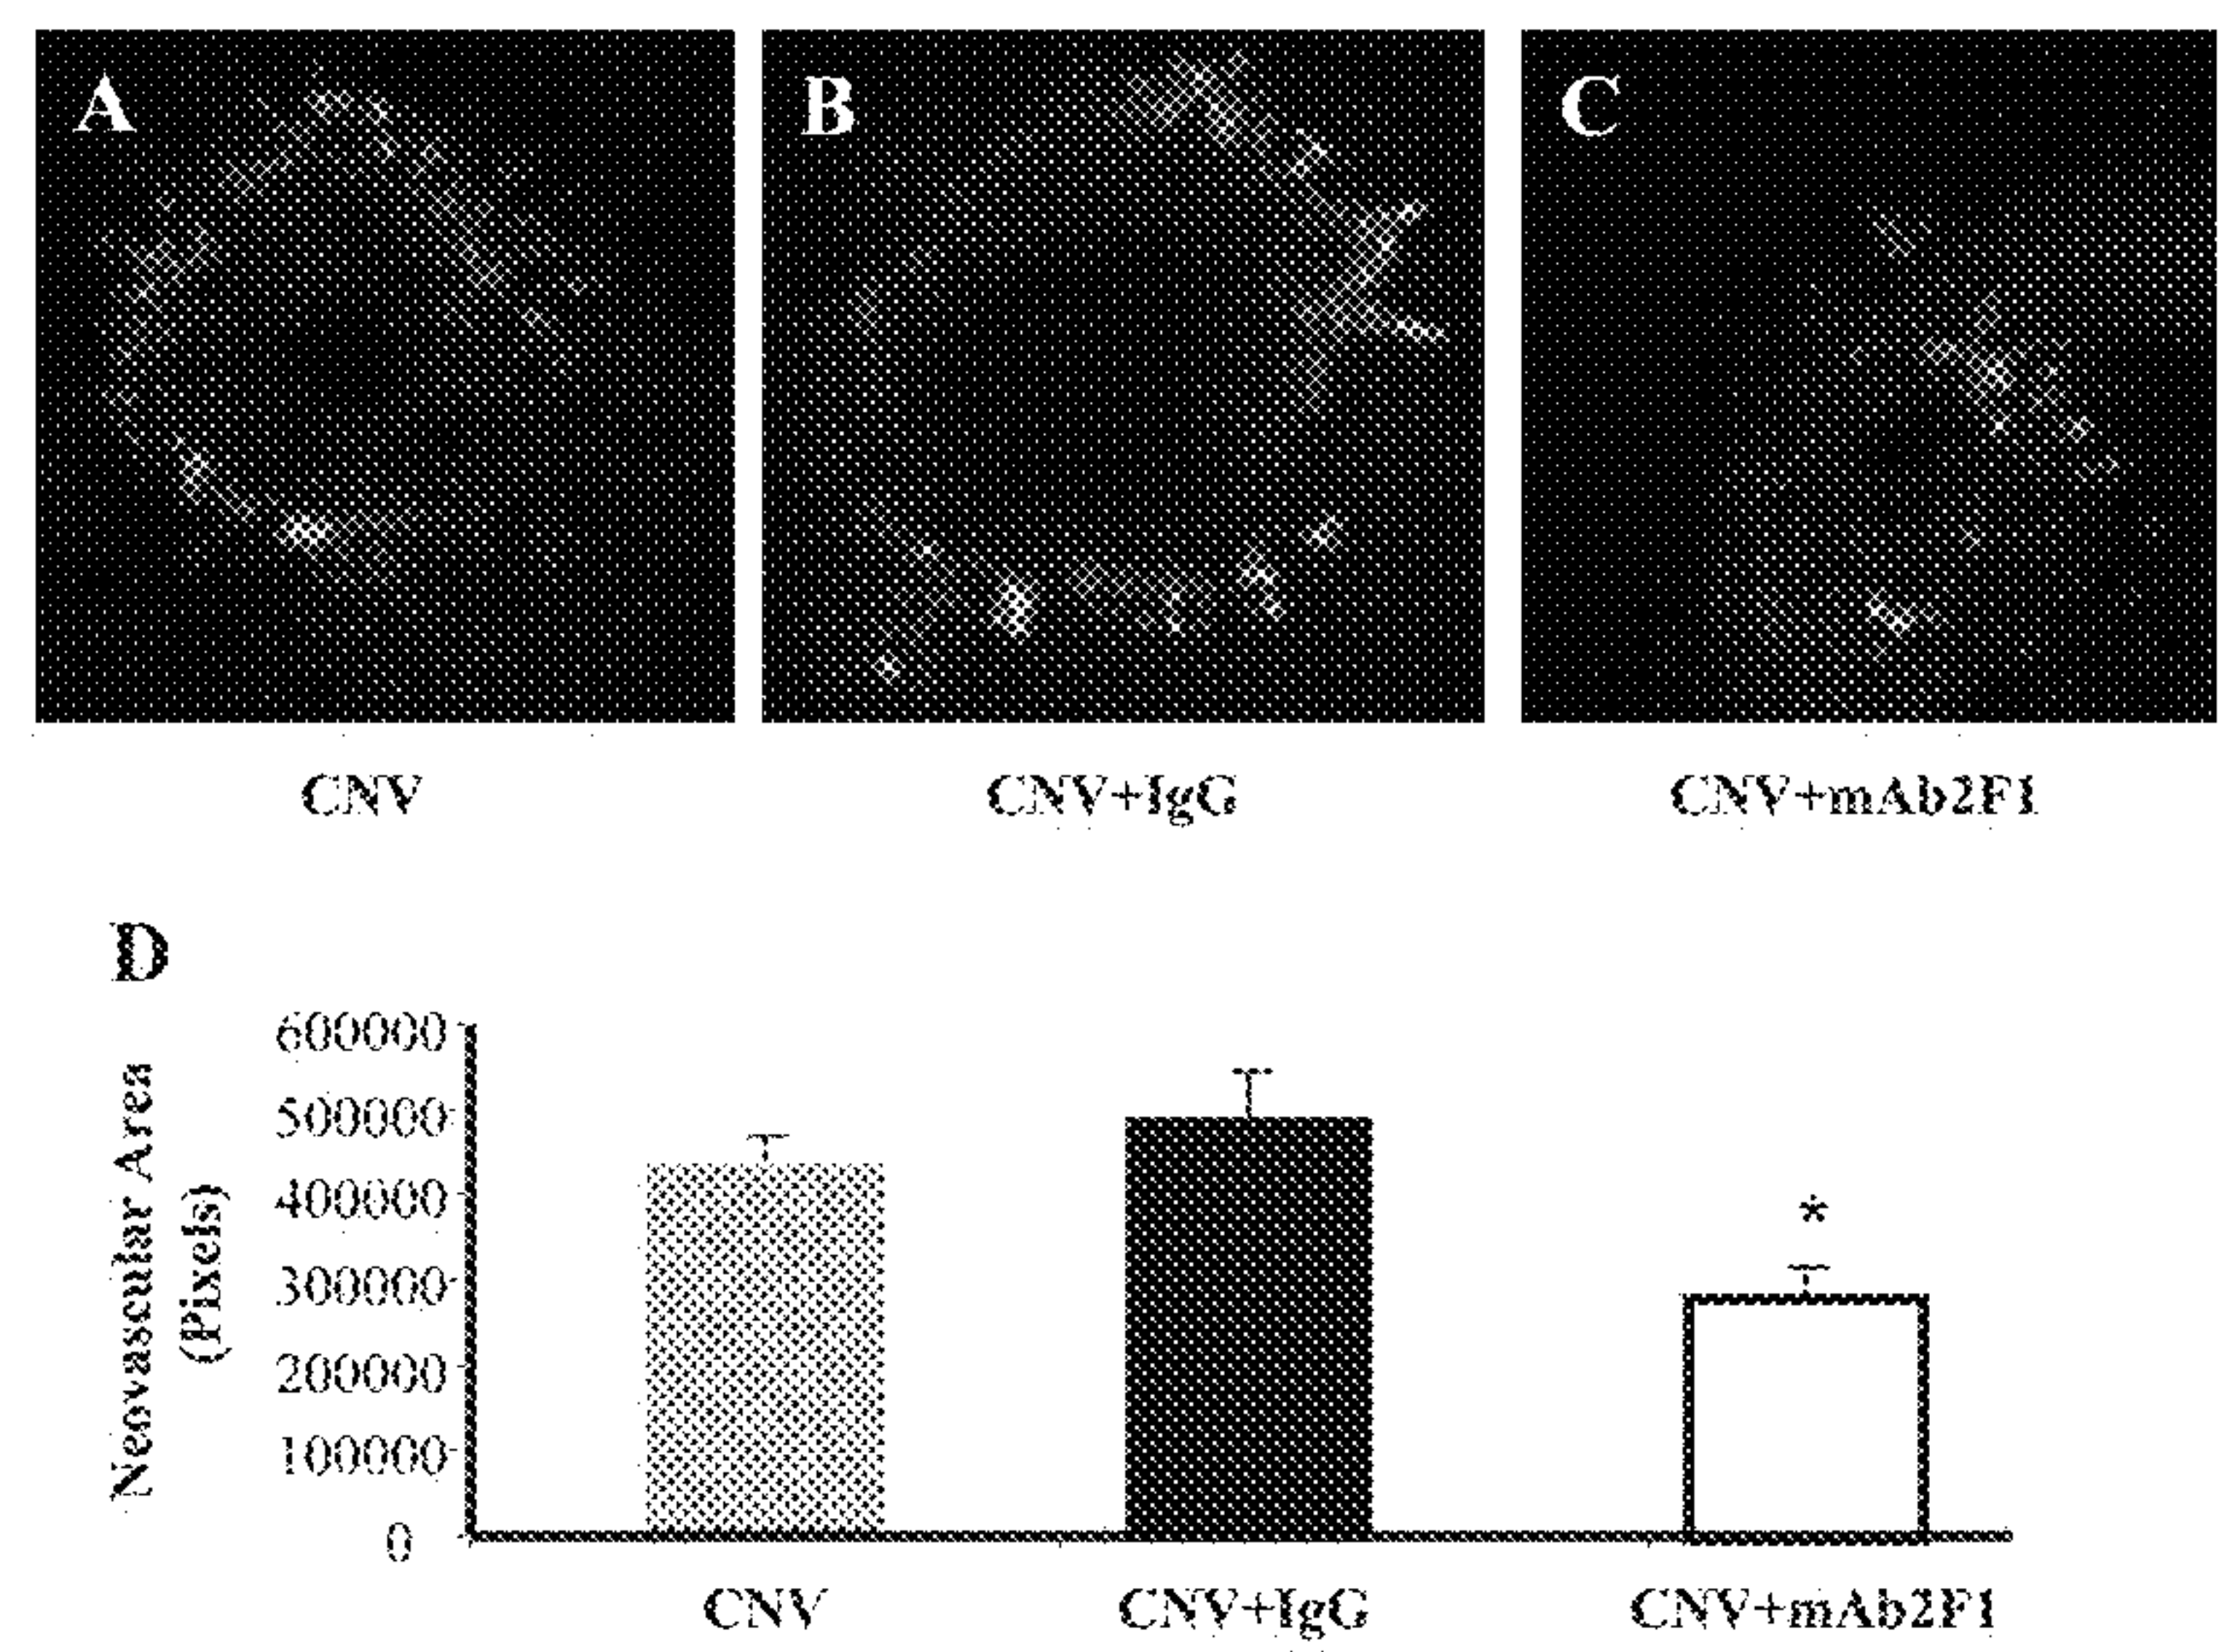 A
B
C
CNV
CNV+IgG
CNV+mAb2F1
D
Neovascular Area
(Pixels)
600000
500000
400000
300000
200000
100000
0
*
CNV
CNV+IgG
CNV+mAb2F1